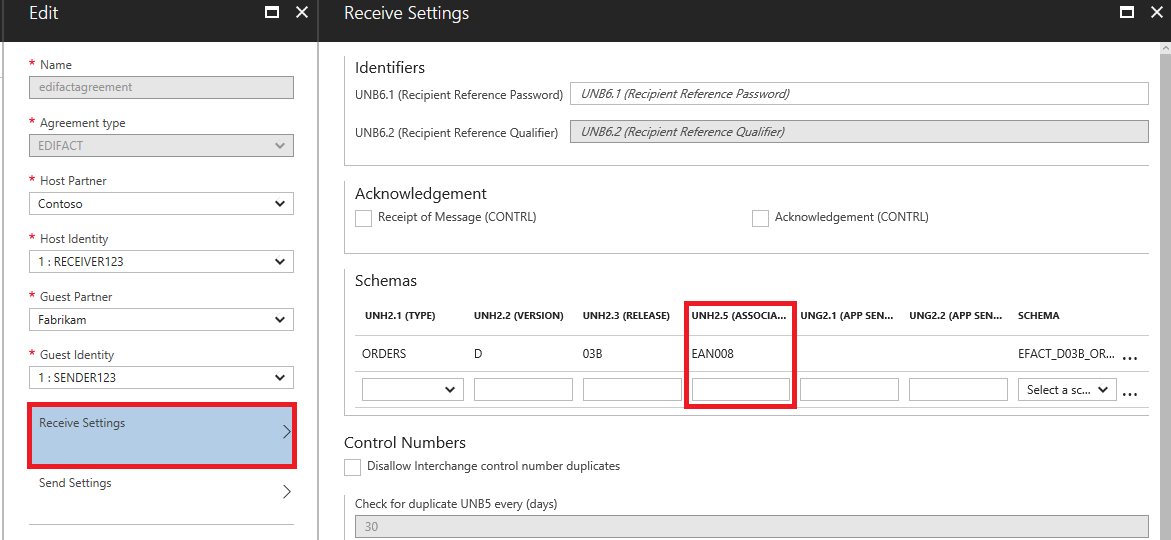 Edit
* Name
edifactagreement
* Agreement type
EDIFACT
* Host Partner
Contoso
* Host Identity
1 : RECEIVER123
* Guest Partner
Fabrikam
* Guest Identity
1 : SENDER123
Receive Settings
Send Settings
Receive Settings
Identifiers
UNB6.1 (Recipient Reference Password) UNB6.1 (Recipient Reference Password)
UNB6.2 (Recipient Reference Qualifier) UNB6.2 (Recipient Reference Qualifier)
Acknowledgement
Receipt of Message (CONTRL) Acknowledgement (CONTRL)
Schemas
UNH2.1 (TYPE) UNH2.2 (VERSION) UNH2.3 (RELEASE) UNH2.5 (ASSOCIA... UNG2.1 (APP SEN... UNG2.2 (APP SEN... SCHEMA
ORDERS D 03B EAN008 EFACT_D03B_OR... ...
Select a sc... ...
Control Numbers
Disallow Interchange control number duplicates
Check for duplicate UNB5 every (days)
30